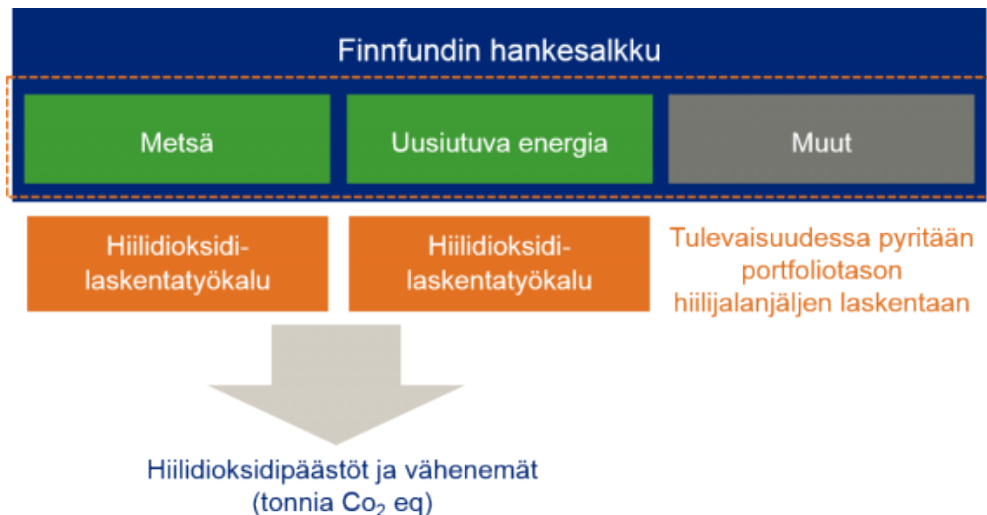 Finnfundin hankesalkku
Metsä
Uusiutuva energia
Muut
Hiilidioksidi-
laskentatyökalu
Hiilidioksidi-
laskentatyökalu
Tulevaisuudessa pyritään
portfoliotason
hiilijalanjäljen laskentaan
Hiilidioksidipäästöt ja vähenemät
(tonnia Co₂ eq)